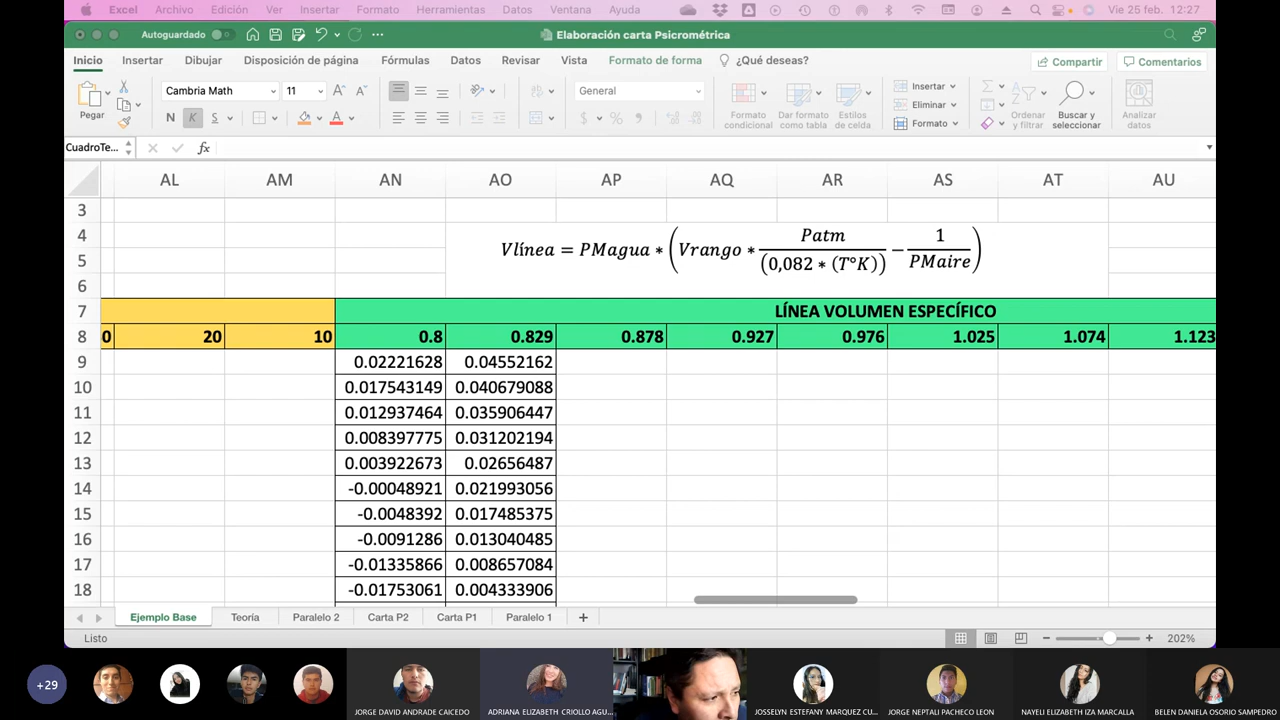 Excel Archivo Edición Ver Insertar Formato Herramientas Datos Ventana Ayuda Vie 25 feb. 12:27
Autoguardado Elaboración carta Psicrométrica
Inicio Insertar Dibujar Disposición de página Fórmulas Datos Revisar Vista Formato de forma ¿Qué deseas? Compartir Comentarios
Pegar Cambria Math 11 General Formato condicional Dar formato como tabla Estilos de celda Insertar Eliminar Formato Ordenar y filtrar Buscar y seleccionar Analizar datos
N K S
CuadroTe... fx
AL AM AN AO AP AQ AR AS AT AU
3
4
5
6
Vlínea = PMagua * (Vrango * Patm / (0,082 * (T°K)) − 1 / PMaire)
7 LÍNEA VOLUMEN ESPECÍFICO
8 0 20 10 0.8 0.829 0.878 0.927 0.976 1.025 1.074 1.123
9 0.02221628 0.04552162
10 0.017543149 0.040679088
11 0.012937464 0.035906447
12 0.008397775 0.031202194
13 0.003922673 0.02656487
14 -0.00048921 0.021993056
15 -0.0048392 0.017485375
16 -0.0091286 0.013040485
17 -0.01335866 0.008657084
18 -0.01753061 0.004333906
Ejemplo Base Teoría Paralelo 2 Carta P2 Carta P1 Paralelo 1 +
Listo 202%
+29 JORGE DAVID ANDRADE CAICEDO ADRIANA ELIZABETH CRIOLLO AGU... JOSSELYN ESTEFANY MARQUEZ CU... JORGE NEPTALI PACHECO LEON NAYELI ELIZABETH IZA MARCALLA BELEN DANIELA OSORIO SAMPEDRO